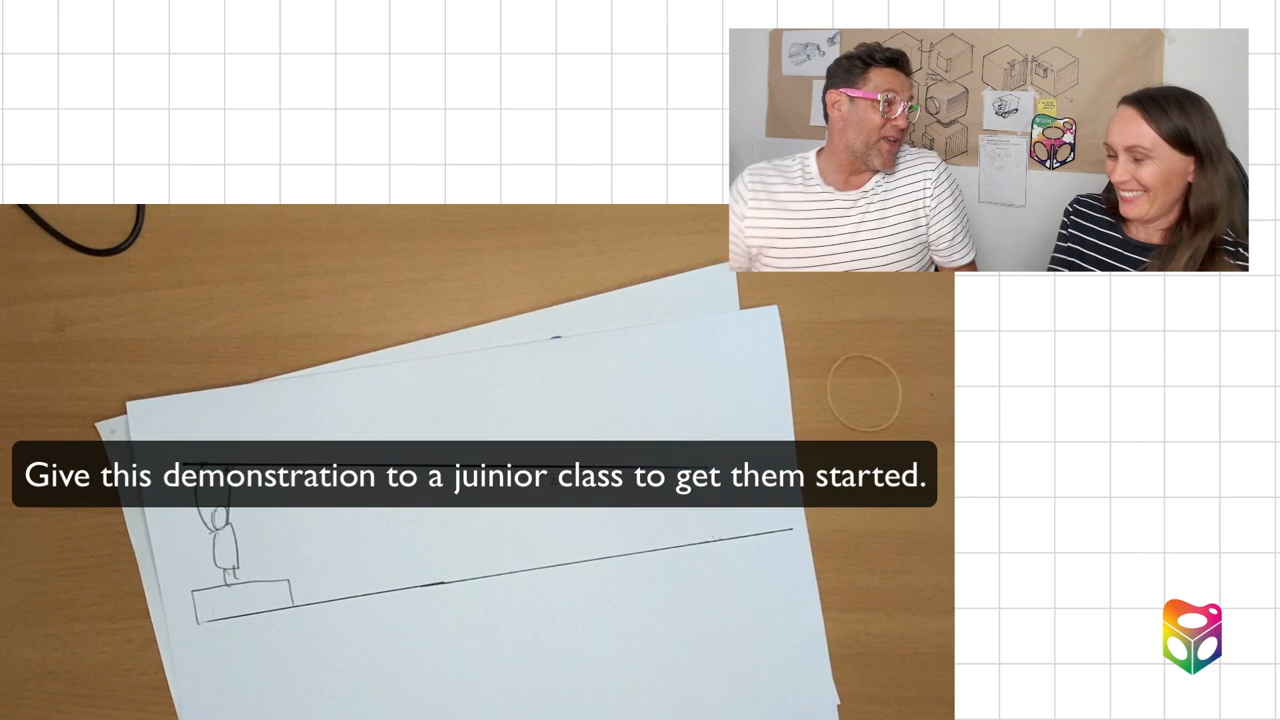 Give this demonstration to a juinior class to get them started.